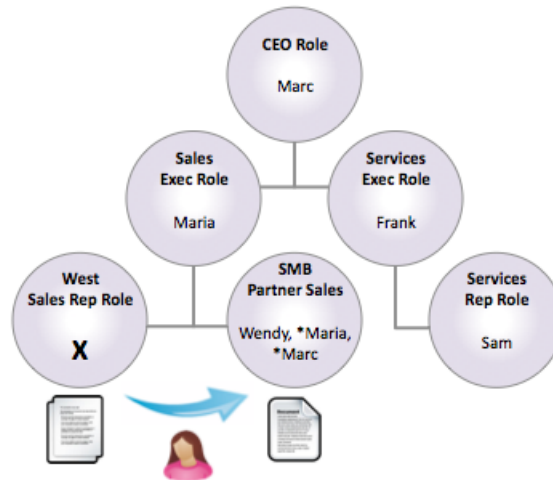 CEO Role
Marc
Sales
Exec Role
Maria
Services
Exec Role
Frank
West
Sales Rep Role
X
SMB
Partner Sales
Wendy, *Maria,
*Marc
Services
Rep Role
Sam